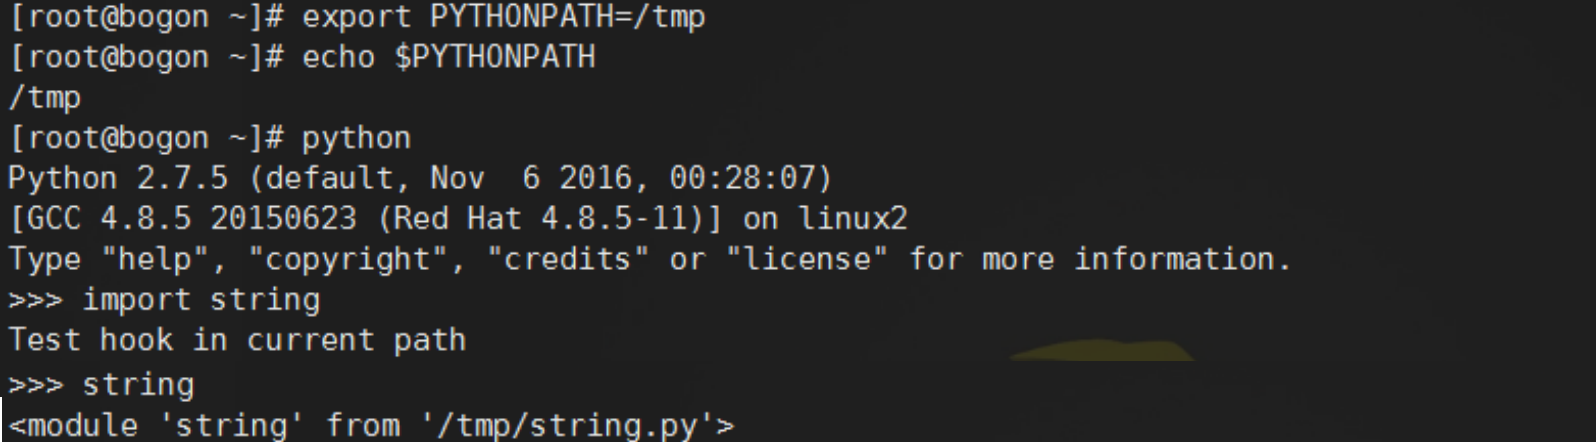 [root@bogon ~]# export PYTHONPATH=/tmp
[root@bogon ~]# echo $PYTHONPATH
/tmp
[root@bogon ~]# python
Python 2.7.5 (default, Nov  6 2016, 00:28:07)
[GCC 4.8.5 20150623 (Red Hat 4.8.5-11)] on linux2
Type "help", "copyright", "credits" or "license" for more information.
>>> import string
Test hook in current path
>>> string
<module 'string' from '/tmp/string.py'>